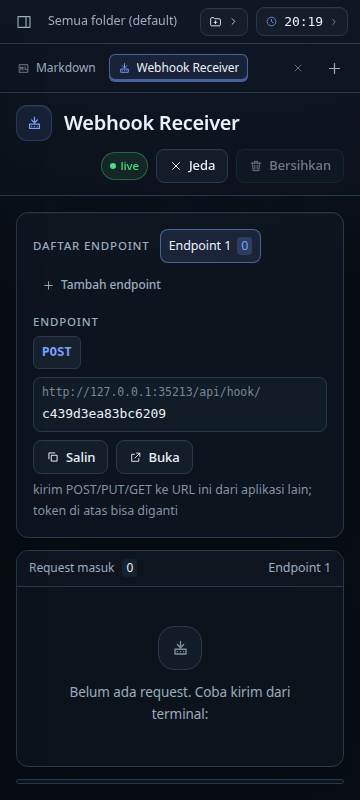 Semua folder (default)
20:19
Markdown
Webhook Receiver
Webhook Receiver
live
Jeda
Bersihkan
DAFTAR ENDPOINT
Endpoint 1 0
Tambah endpoint
ENDPOINT
POST
http://127.0.0.1:35213/api/hook/
c439d3ea83bc6209
Salin
Buka
kirim POST/PUT/GET ke URL ini dari aplikasi lain;
token di atas bisa diganti
Request masuk 0
Endpoint 1
Belum ada request. Coba kirim dari
terminal: